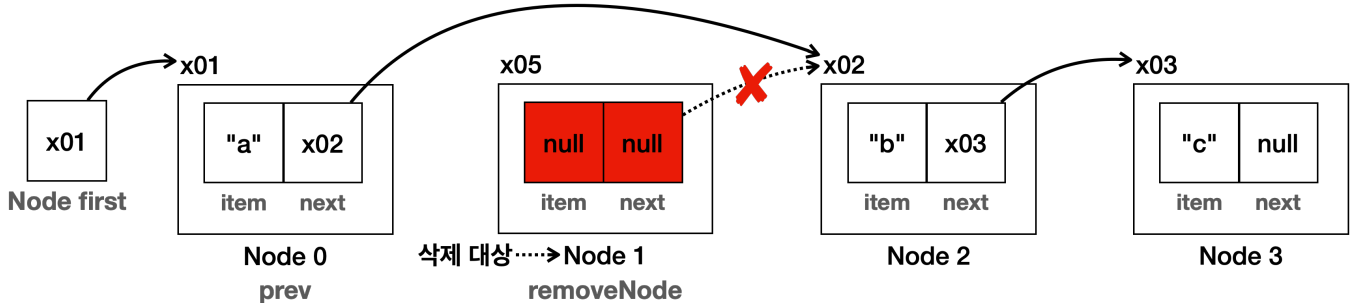 x01
x05
x02
x03
x01
"a"
x02
null
null
"b"
x03
"c"
null
Node first
item
next
item
next
item
next
item
next
Node 0
삭제 대상
Node 1
Node 2
Node 3
prev
removeNode